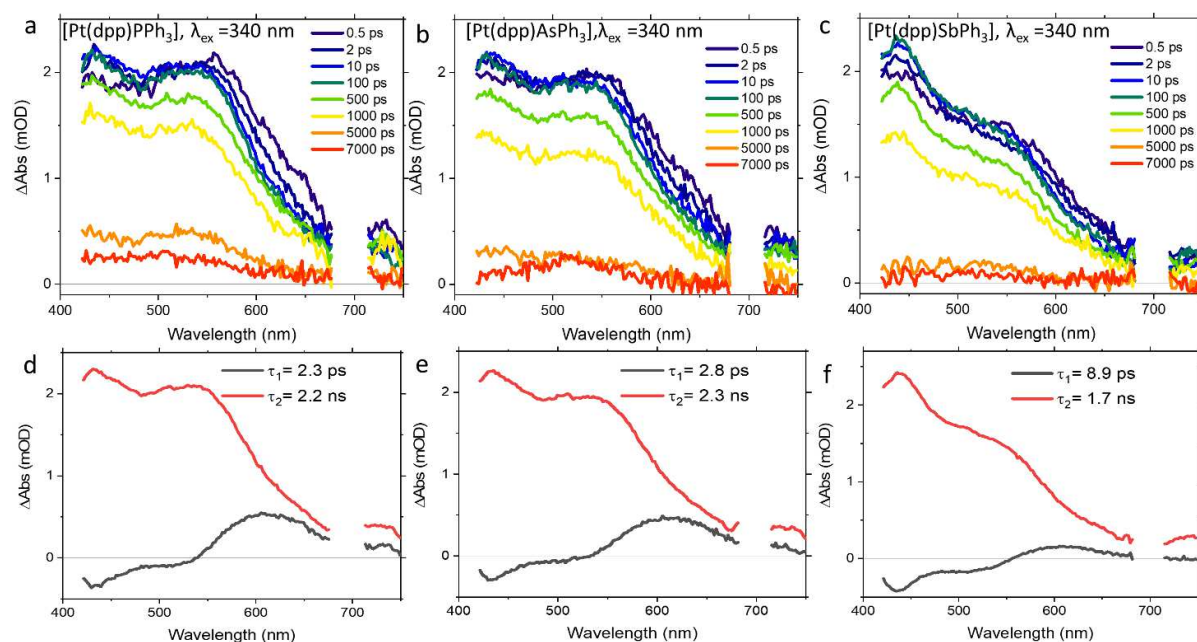 a
[Pt(dpp)PPh₃], λex =340 nm
0.5 ps
2 ps
10 ps
100 ps
500 ps
1000 ps
5000 ps
7000 ps
2
1
0
ΔAbs (mOD)
400 500 600 700
Wavelength (nm)
b
[Pt(dpp)AsPh₃],λex =340 nm
0.5 ps
2 ps
10 ps
100 ps
500 ps
1000 ps
5000 ps
7000 ps
2
1
0
ΔAbs (mOD)
400 500 600 700
Wavelength (nm)
c
[Pt(dpp)SbPh₃], λex =340 nm
0.5 ps
2 ps
10 ps
100 ps
500 ps
1000 ps
5000 ps
7000 ps
2
1
0
ΔAbs (mOD)
400 500 600 700
Wavelength (nm)
d
τ₁= 2.3 ps
τ₂= 2.2 ns
2
1
0
ΔAbs (mOD)
400 500 600 700
Wavelength (nm)
e
τ₁= 2.8 ps
τ₂= 2.3 ns
2
1
0
ΔAbs (mOD)
400 500 600 700
Wavelength (nm)
f
τ₁= 8.9 ps
τ₂= 1.7 ns
2
1
0
ΔAbs (mOD)
400 500 600 700
Wavelength (nm)